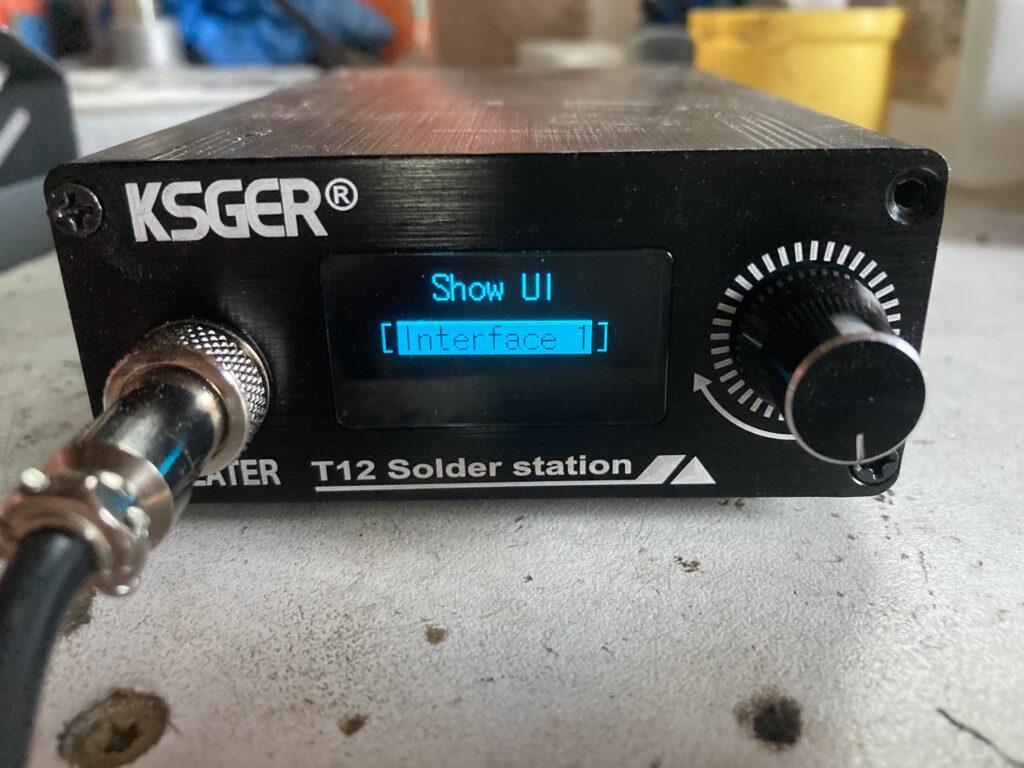 KSGER®
Show UI
[Interface 1]
T12 Solder station